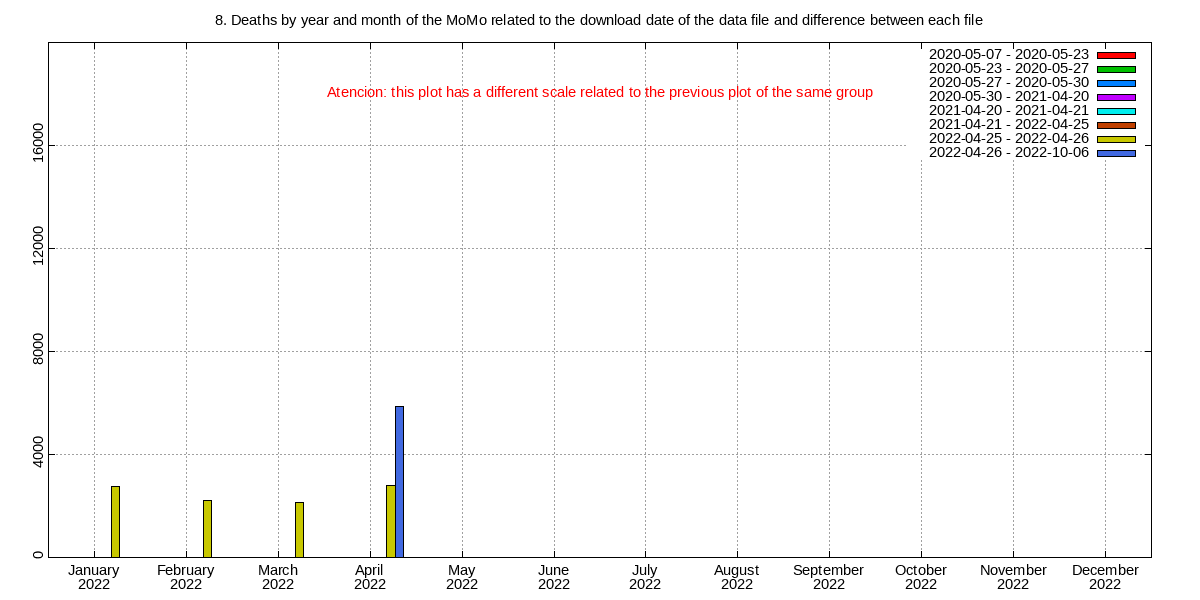 8. Deaths by year and month of the MoMo related to the download date of the data file and difference between each file
2020-05-07 - 2020-05-23
2020-05-23 - 2020-05-27
2020-05-27 - 2020-05-30
2020-05-30 - 2021-04-20
2021-04-20 - 2021-04-21
2021-04-21 - 2022-04-25
2022-04-25 - 2022-04-26
2022-04-26 - 2022-10-06
Atencion: this plot has a different scale related to the previous plot of the same group
16000
12000
8000
4000
0
January February March April May June July August September October November December
2022 2022 2022 2022 2022 2022 2022 2022 2022 2022 2022 2022